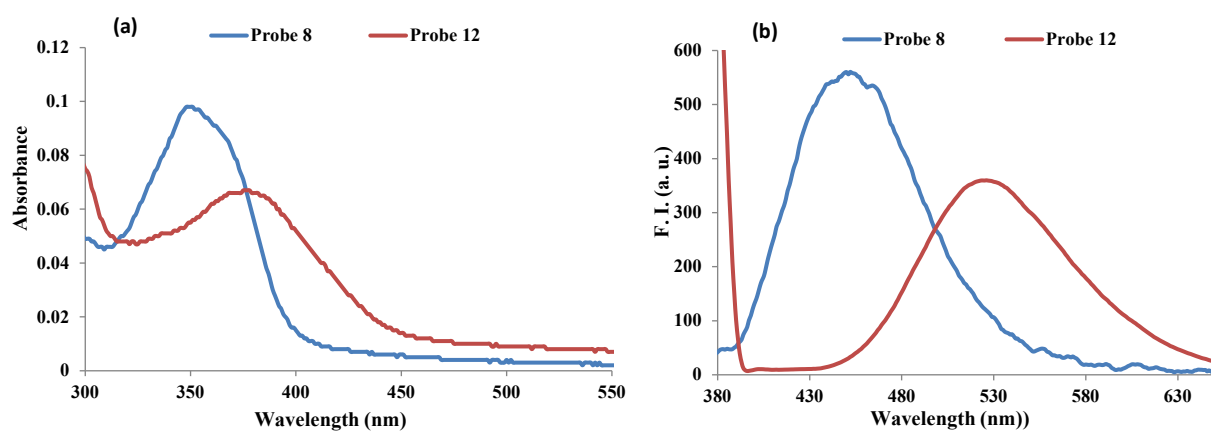 (a)
Probe 8 Probe 12
0.12
0.1
0.08
0.06
0.04
0.02
0
Absorbance
300 350 400 450 500 550
Wavelength (nm)
(b)
Probe 8 Probe 12
600
500
400
300
200
100
0
F. I. (a. u.)
380 430 480 530 580 630
Wavelength (nm))